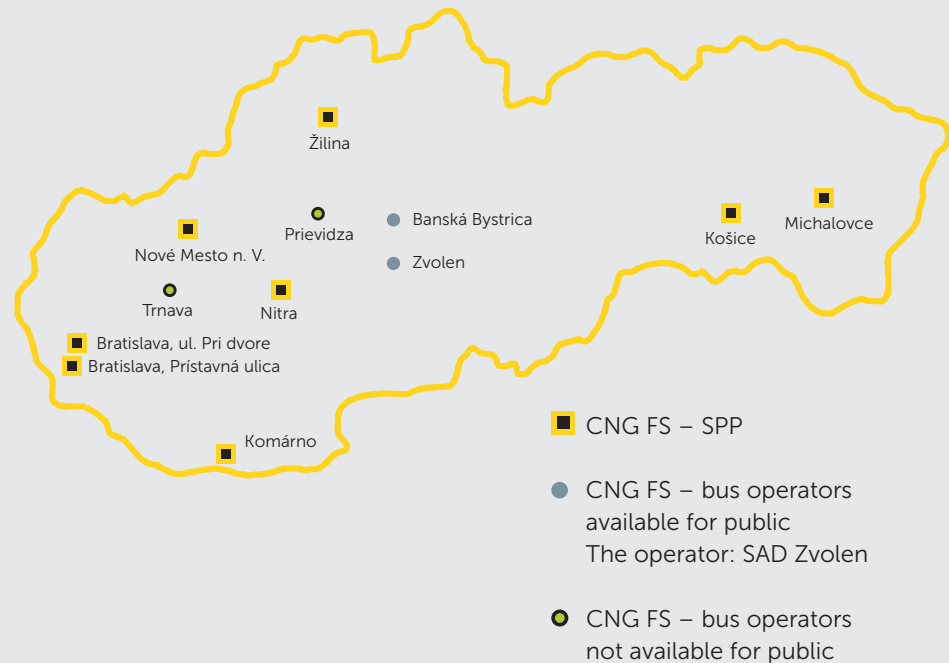 Žilina
Prievidza
Banská Bystrica
Košice
Michalovce
Nové Mesto n. V.
Zvolen
Trnava
Nitra
Bratislava, ul. Pri dvore
Bratislava, Prístavná ulica
Komárno
CNG FS – SPP
CNG FS – bus operators
available for public
The operator: SAD Zvolen
CNG FS – bus operators
not available for public